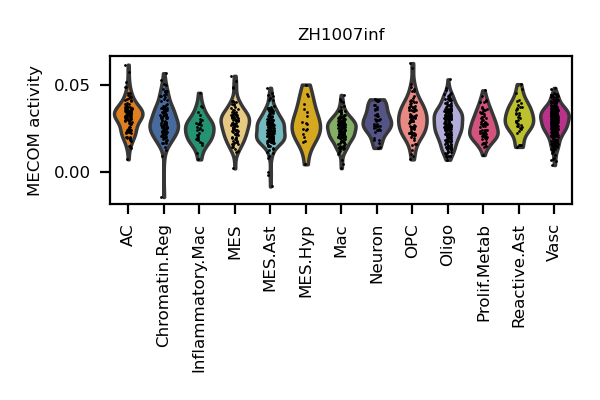 ZH1007inf
MECOM activity
0.05
0.00
AC
Chromatin.Reg
Inflammatory.Mac
MES
MES.Ast
MES.Hyp
Mac
Neuron
OPC
Oligo
Prolif.Metab
Reactive.Ast
Vasc